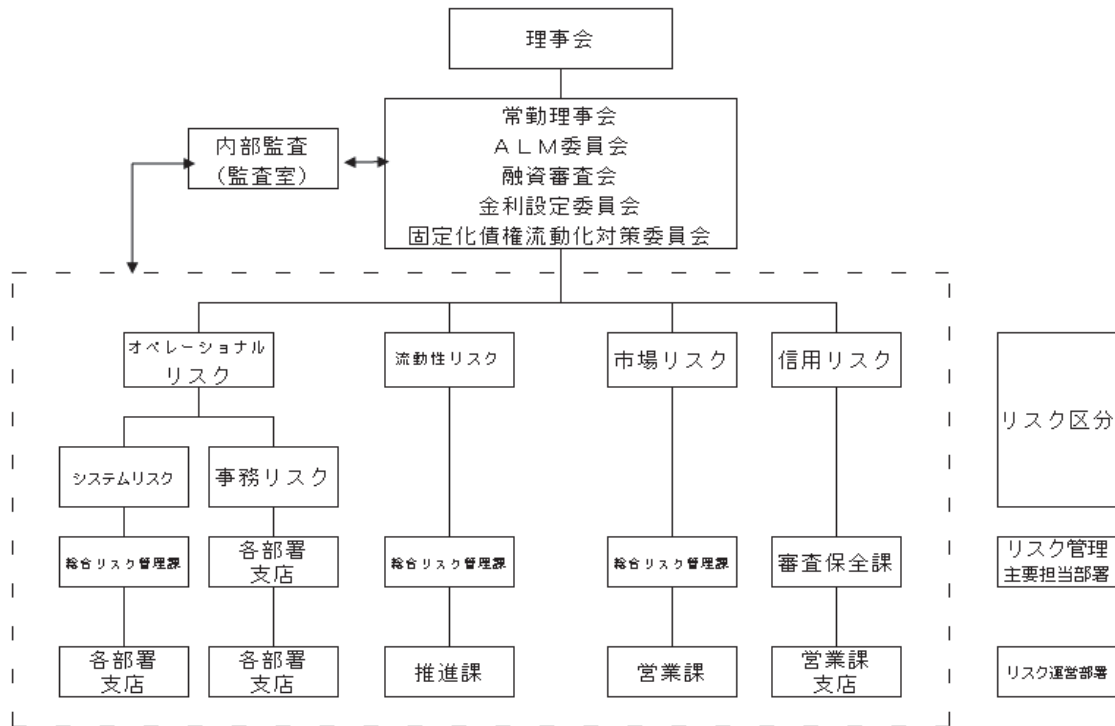 理事会
常勤理事会
ＡＬＭ委員会
融資審査会
金利設定委員会
固定化債権流動化対策委員会
内部監査
(監査室)
オペレーショナル
リスク
流動性リスク
市場リスク
信用リスク
リスク区分
システムリスク
事務リスク
総合リスク管理課
各部署
支店
総合リスク管理課
総合リスク管理課
審査保全課
リスク管理
主要担当部署
各部署
支店
各部署
支店
推進課
営業課
営業課
支店
リスク運営部署